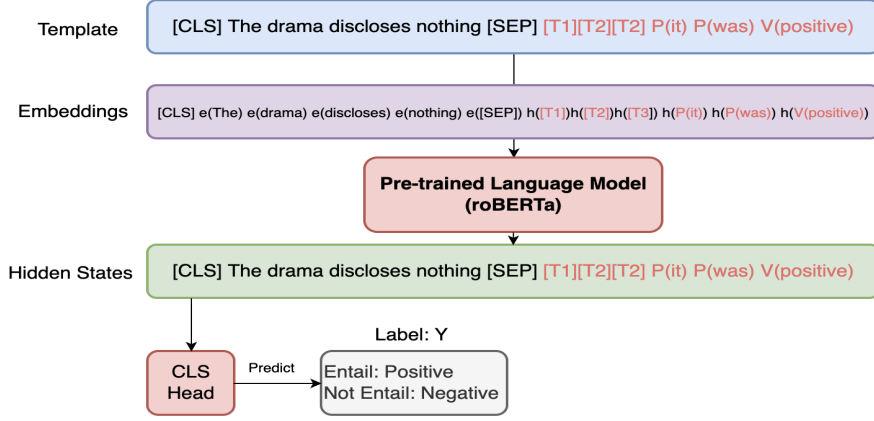 Template
[CLS] The drama discloses nothing [SEP] [T1][T2][T2] P(it) P(was) V(positive)
Embeddings
[CLS] e(The) e(drama) e(discloses) e(nothing) e([SEP]) h([T1])h([T2])h([T3]) h(P(it)) h(P(was)) h(V(positive))
Pre-trained Language Model
(roBERTa)
Hidden States
[CLS] The drama discloses nothing [SEP] [T1][T2][T2] P(it) P(was) V(positive)
Label: Y
CLS
Head
Predict
Entail: Positive
Not Entail: Negative